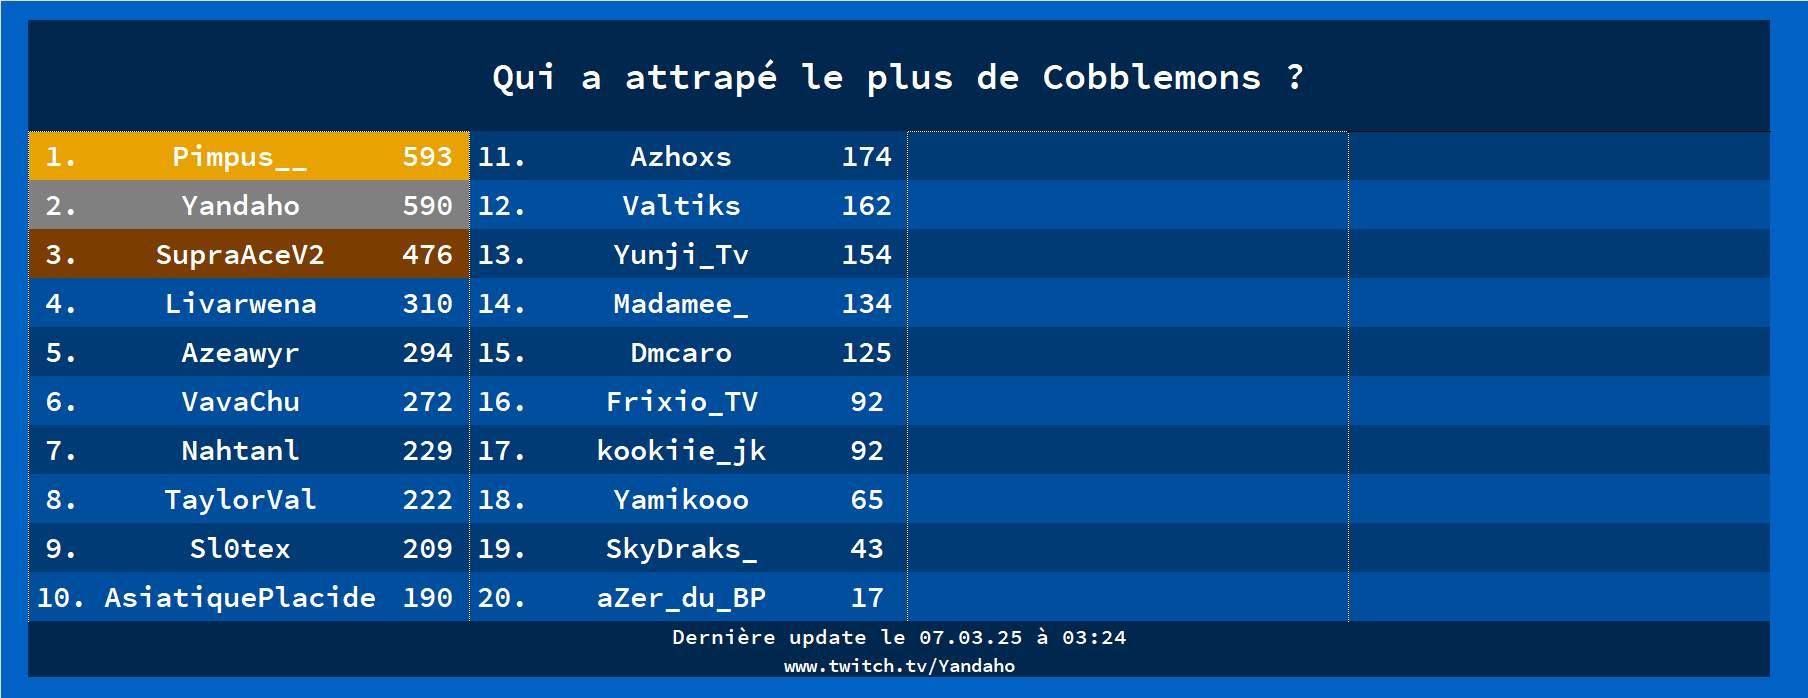 Qui a attrapé le plus de Cobblemons ?
1. Pimpus__ 593 11. Azhoxs 174
2. Yandaho 590 12. Valtiks 162
3. SupraAceV2 476 13. Yunji_Tv 154
4. Livarwena 310 14. Madamee_ 134
5. Azeawyr 294 15. Dmcaro 125
6. VavaChu 272 16. Frixio_TV 92
7. Nahtanl 229 17. kookiie_jk 92
8. TaylorVal 222 18. Yamikooo 65
9. Sl0tex 209 19. SkyDraks_ 43
10. AsiatiquePlacide 190 20. aZer_du_BP 17
Dernière update le 07.03.25 à 03:24
www.twitch.tv/Yandaho